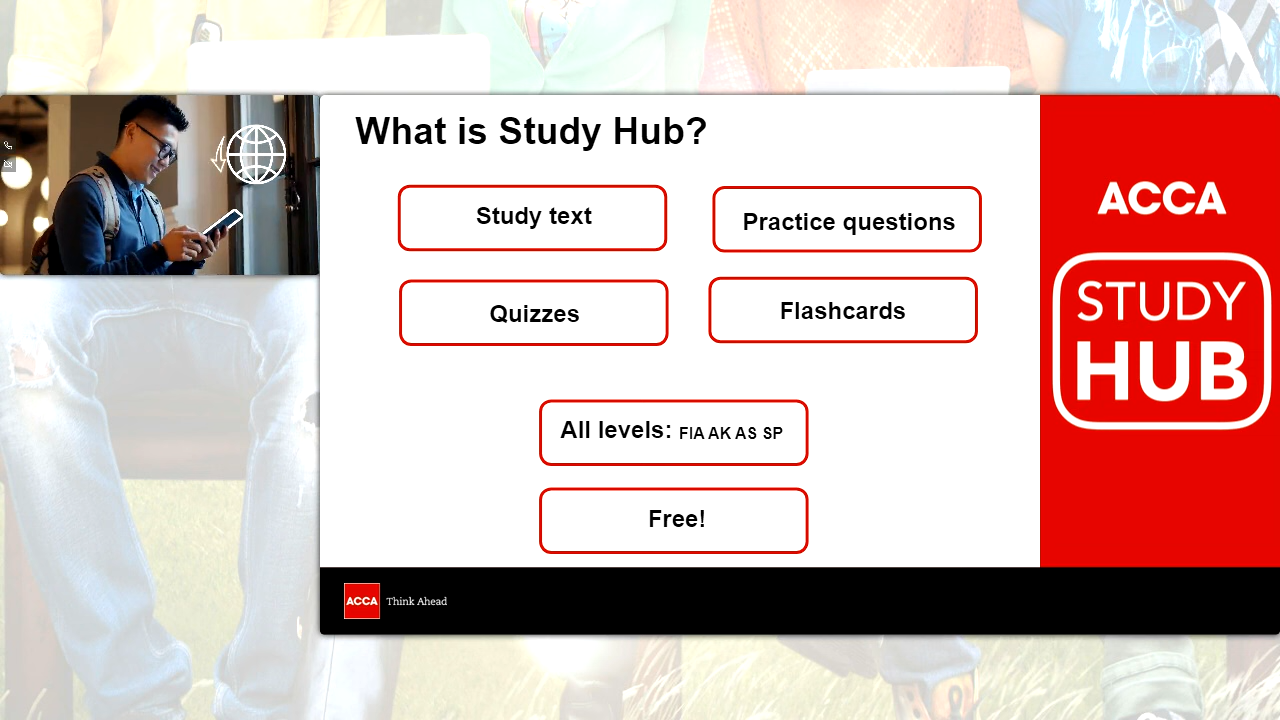 What is Study Hub?
Study text
Practice questions
Quizzes
Flashcards
All levels: FIA AK AS SP
Free!
ACCA
STUDY
HUB
ACCA Think Ahead